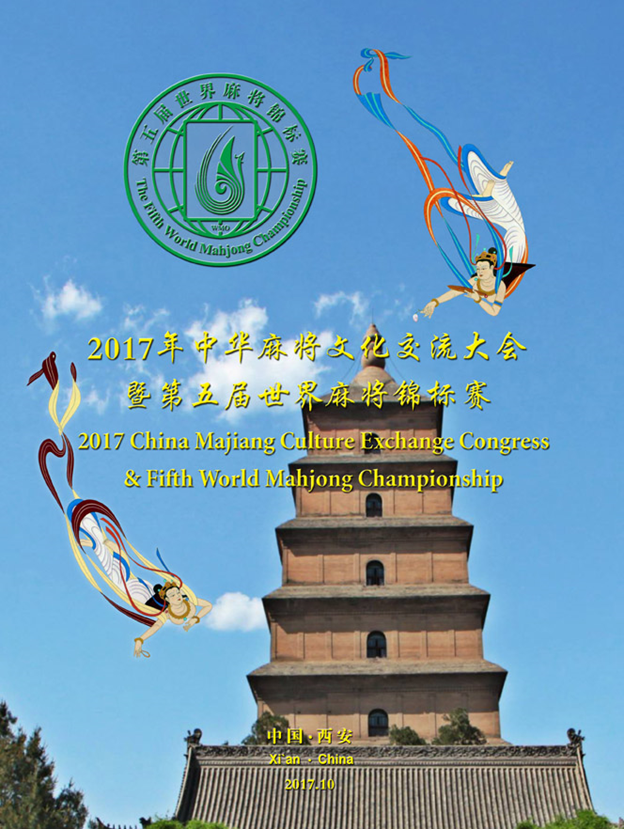 第五届世界麻将锦标赛
WMO
The Fifth World Mahjong Championship
2017年中华麻将文化交流大会
暨第五届世界麻将锦标赛
2017 China Majiang Culture Exchange Congress
& Fifth World Mahjong Championship
中国·西安
Xi'an · China
2017.10